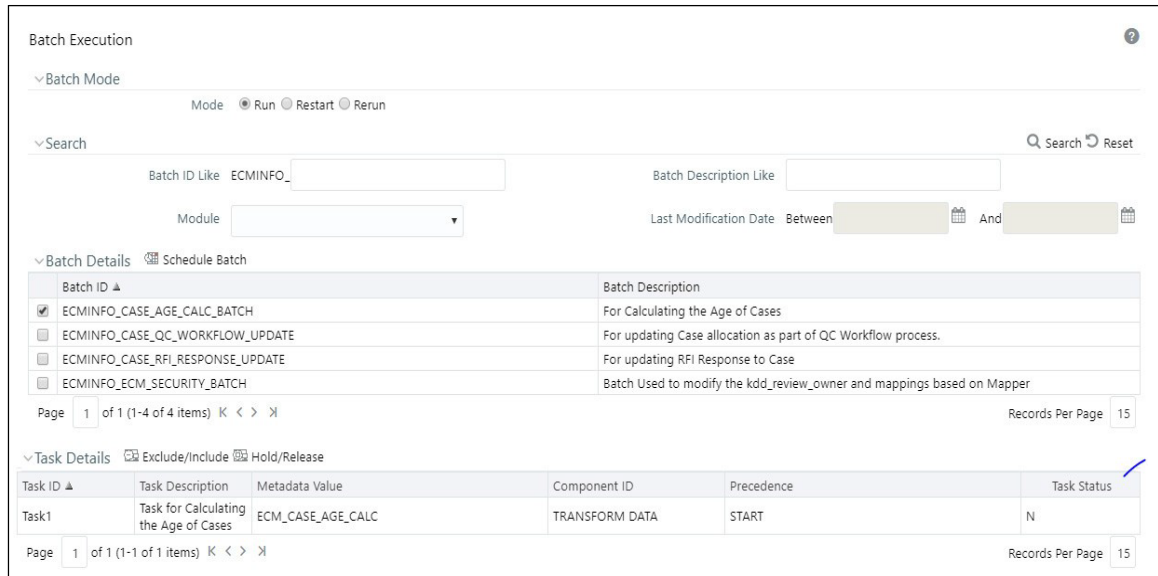 Batch Execution
Batch Mode
Mode Run Restart Rerun
Search Search Reset
Batch ID Like ECMINFO_ Batch Description Like
Module Last Modification Date Between And
Batch Details Schedule Batch
Batch ID Batch Description
ECMINFO_CASE_AGE_CALC_BATCH For Calculating the Age of Cases
ECMINFO_CASE_QC_WORKFLOW_UPDATE For updating Case allocation as part of QC Workflow process.
ECMINFO_CASE_RFI_RESPONSE_UPDATE For updating RFI Response to Case
ECMINFO_ECM_SECURITY_BATCH Batch Used to modify the kdd_review_owner and mappings based on Mapper
Page 1 of 1 (1-4 of 4 items) Records Per Page 15
Task Details Exclude/Include Hold/Release
Task ID Task Description Metadata Value Component ID Precedence Task Status
Task1 Task for Calculating the Age of Cases ECM_CASE_AGE_CALC TRANSFORM DATA START N
Page 1 of 1 (1-1 of 1 items) Records Per Page 15